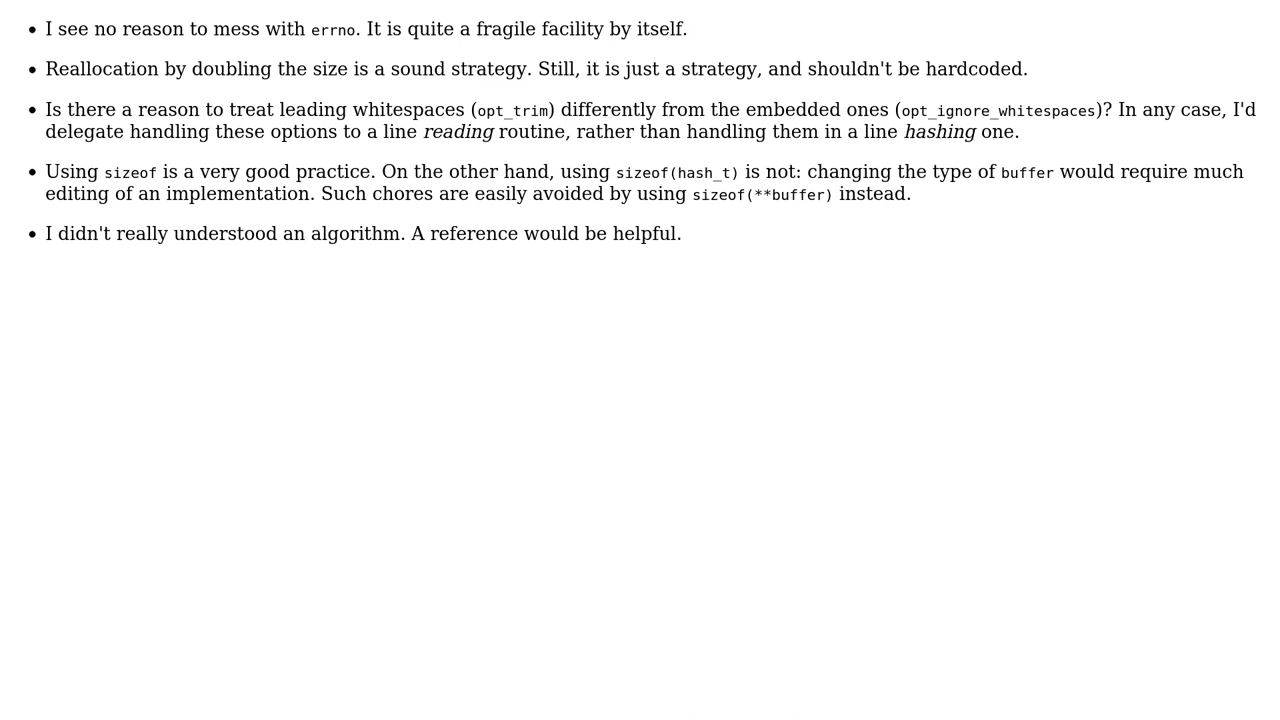 • I see no reason to mess with errno. It is quite a fragile facility by itself.
• Reallocation by doubling the size is a sound strategy. Still, it is just a strategy, and shouldn't be hardcoded.
• Is there a reason to treat leading whitespaces (opt_trim) differently from the embedded ones (opt_ignore_whitespaces)? In any case, I'd
delegate handling these options to a line reading routine, rather than handling them in a line hashing one.
• Using sizeof is a very good practice. On the other hand, using sizeof(hash_t) is not: changing the type of buffer would require much
editing of an implementation. Such chores are easily avoided by using sizeof(**buffer) instead.
• I didn't really understood an algorithm. A reference would be helpful.